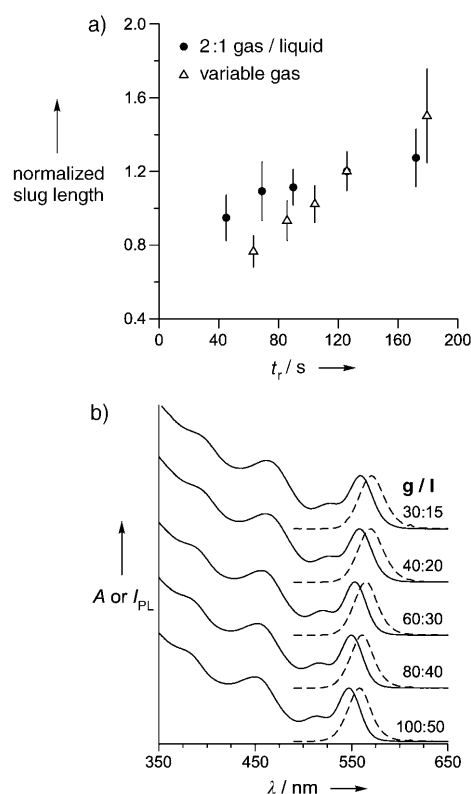 a)
2.0
2:1 gas / liquid
variable gas
1.6
normalized
slug length
1.2
0.8
0.4
0 40 80 120 160 200
tr / s
b)
g / l
30:15
40:20
60:30
A or IPL
80:40
100:50
350 450 550 650
λ / nm